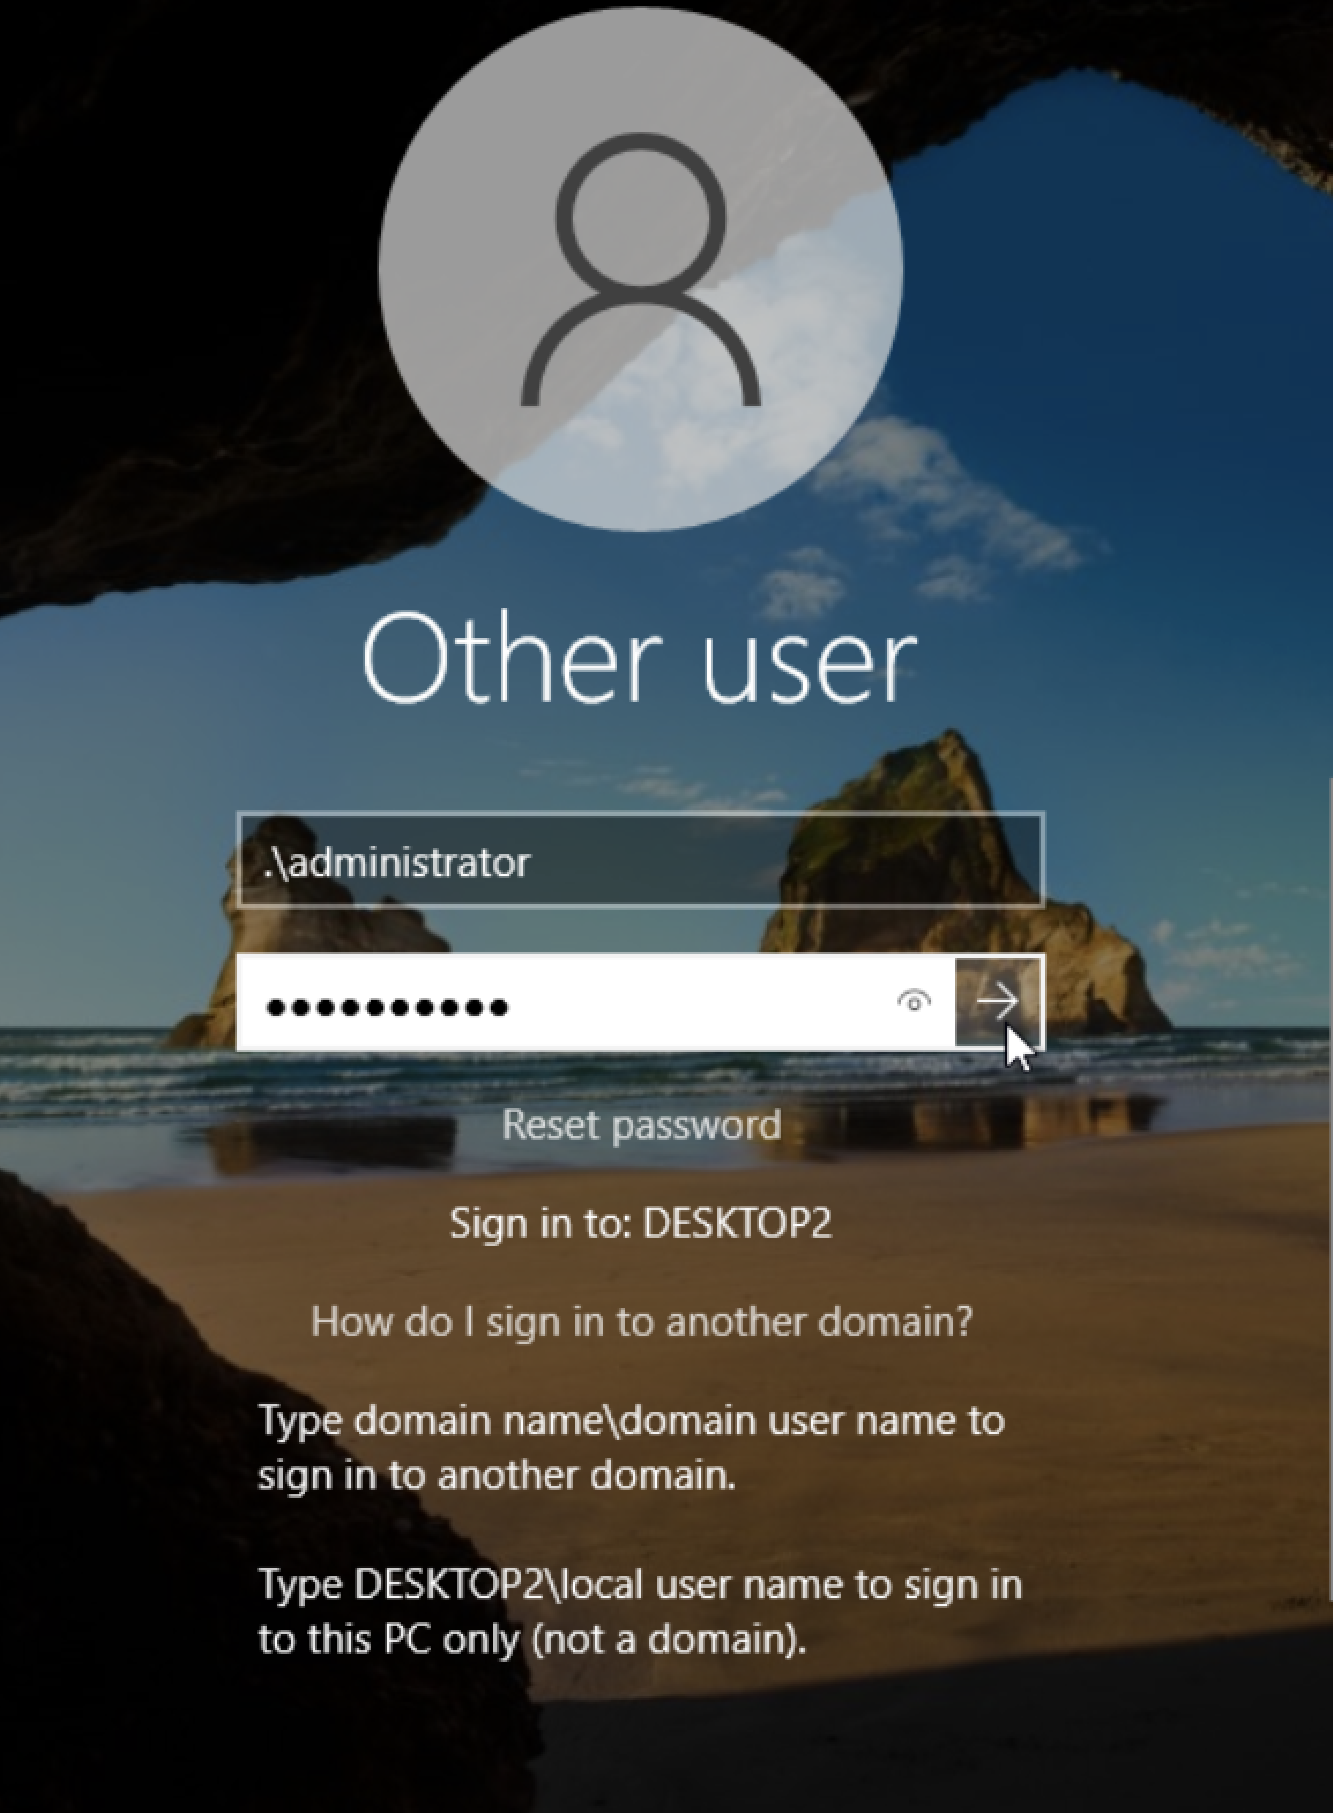 Other user
.\administrator
Reset password
Sign in to: DESKTOP2
How do I sign in to another domain?
Type domain name\domain user name to
sign in to another domain.
Type DESKTOP2\local user name to sign in
to this PC only (not a domain).